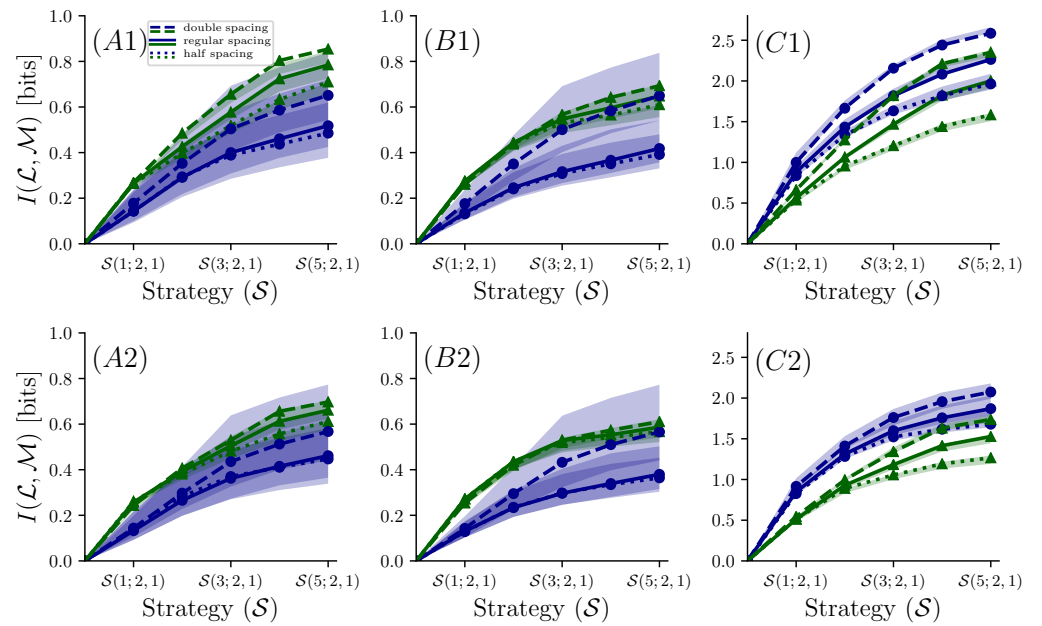 (A1)
double spacing
regular spacing
half spacing
I(ℒ, ℳ) [bits]
1.0
0.8
0.6
0.4
0.2
0.0
𝒮(1; 2, 1) 𝒮(3; 2, 1) 𝒮(5; 2, 1)
Strategy (𝒮)
(B1)
1.0
0.8
0.6
0.4
0.2
0.0
𝒮(1; 2, 1) 𝒮(3; 2, 1) 𝒮(5; 2, 1)
Strategy (𝒮)
(C1)
2.5
2.0
1.5
1.0
0.5
0.0
𝒮(1; 2, 1) 𝒮(3; 2, 1) 𝒮(5; 2, 1)
Strategy (𝒮)
(A2)
I(ℒ, ℳ) [bits]
1.0
0.8
0.6
0.4
0.2
0.0
𝒮(1; 2, 1) 𝒮(3; 2, 1) 𝒮(5; 2, 1)
Strategy (𝒮)
(B2)
1.0
0.8
0.6
0.4
0.2
0.0
𝒮(1; 2, 1) 𝒮(3; 2, 1) 𝒮(5; 2, 1)
Strategy (𝒮)
(C2)
2.5
2.0
1.5
1.0
0.5
0.0
𝒮(1; 2, 1) 𝒮(3; 2, 1) 𝒮(5; 2, 1)
Strategy (𝒮)